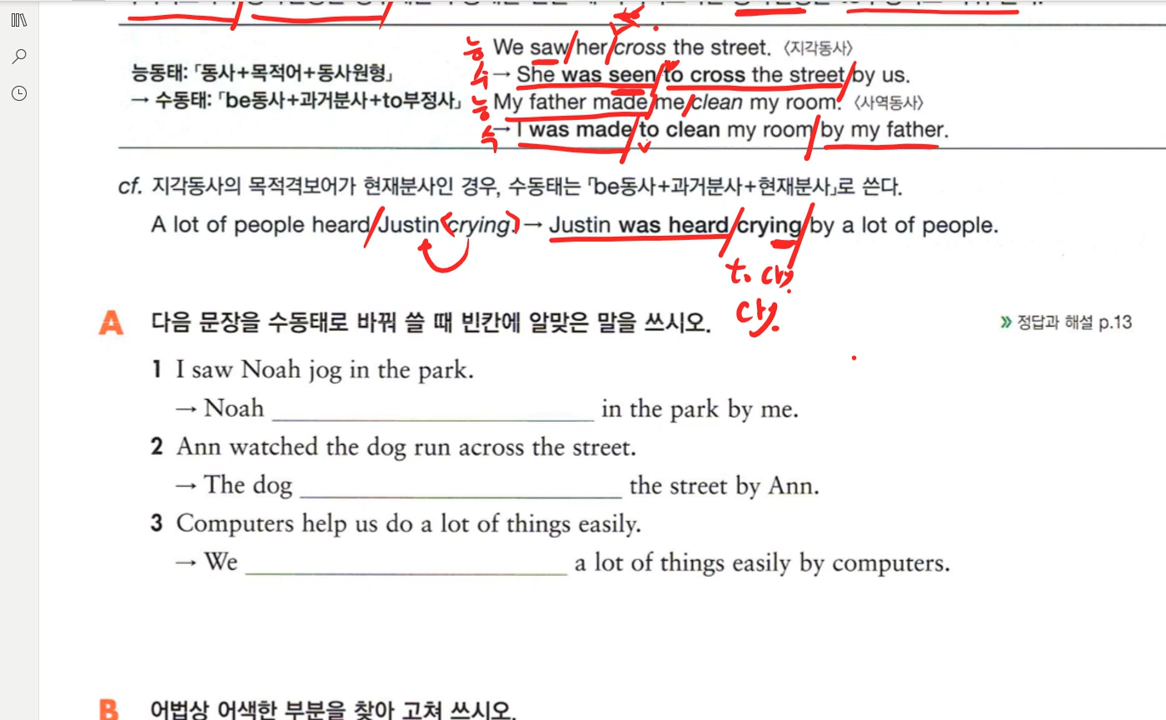 능 We saw/her/cross the street. 〈지각동사〉
능동태: 「동사+목적어+동사원형」 수 → She was seen/to cross the street/by us.
→ 수동태: 「be동사+과거분사+to부정사」 능 My father made/me/clean my room. 〈사역동사〉
수 → I was made/to clean my room/by my father.
cf. 지각동사의 목적격보어가 현재분사인 경우, 수동태는 「be동사+과거분사+현재분사」로 쓴다.
A lot of people heard/Justin(crying.) → Justin was heard/crying/by a lot of people.
to cry
cry.
A 다음 문장을 수동태로 바꿔 쓸 때 빈칸에 알맞은 말을 쓰시오. » 정답과 해설 p.13
1 I saw Noah jog in the park.
→ Noah ______ in the park by me.
2 Ann watched the dog run across the street.
→ The dog ______ the street by Ann.
3 Computers help us do a lot of things easily.
→ We ______ a lot of things easily by computers.
B 어법상 어색한 부분을 찾아 고쳐 쓰시오.